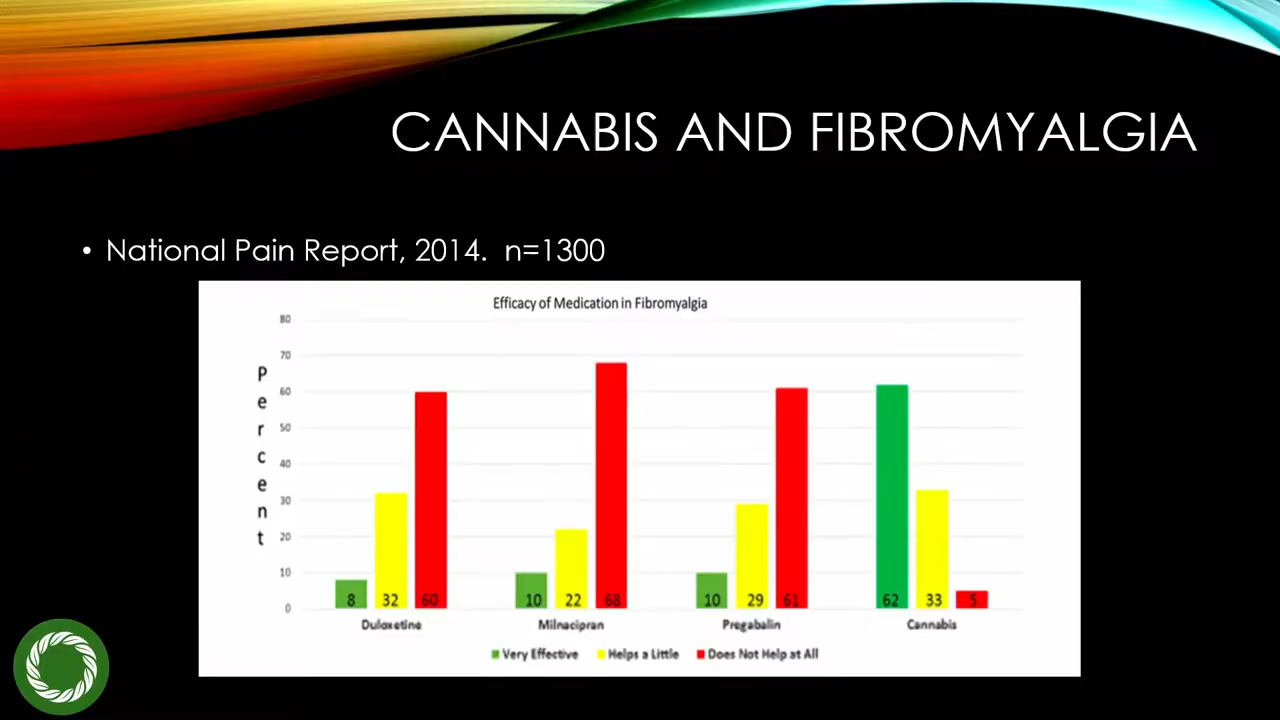 CANNABIS AND FIBROMYALGIA
• National Pain Report, 2014. n=1300
Efficacy of Medication in Fibromyalgia
Percent
80
70
60
50
40
30
20
10
0
8 32 60 10 22 68 10 29 61 62 33 5
Duloxetine Milnacipran Pregabalin Cannabis
Very Effective Helps a Little Does Not Help at All